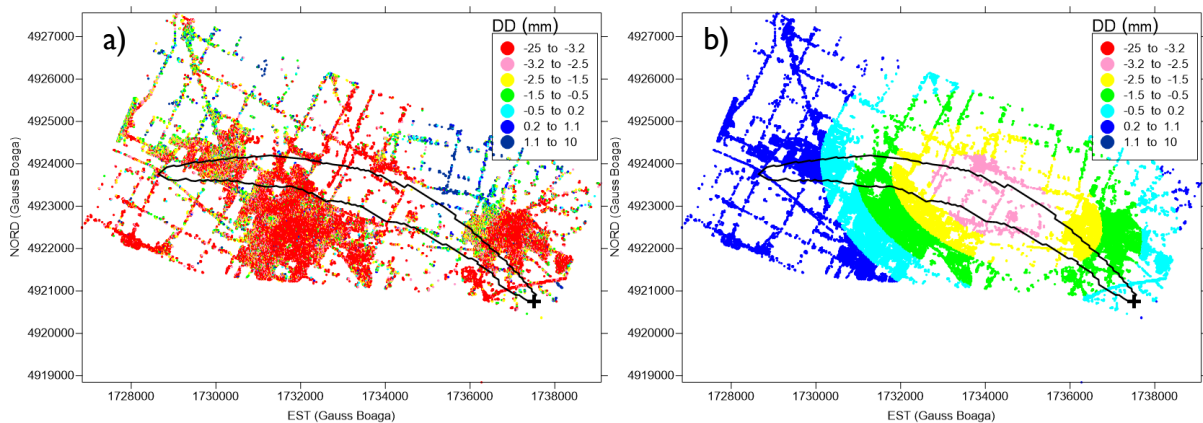 a)
DD (mm)
-25 to -3.2
-3.2 to -2.5
-2.5 to -1.5
-1.5 to -0.5
-0.5 to 0.2
0.2 to 1.1
1.1 to 10
4927000
4926000
4925000
4924000
4923000
4922000
4921000
4920000
4919000
NORD (Gauss Boaga)
1728000
1730000
1732000
1734000
1736000
1738000
EST (Gauss Boaga)
b)
DD (mm)
-25 to -3.2
-3.2 to -2.5
-2.5 to -1.5
-1.5 to -0.5
-0.5 to 0.2
0.2 to 1.1
1.1 to 10
4927000
4926000
4925000
4924000
4923000
4922000
4921000
4920000
4919000
NORD (Gauss Boaga)
1728000
1730000
1732000
1734000
1736000
1738000
EST (Gauss Boaga)